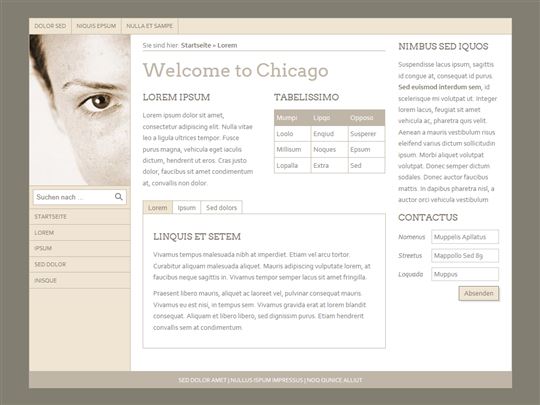 DOLOR SED
NIQUIS EPSUM
NULLA ET SAMPE
Suchen nach ...
STARTSEITE
LOREM
IPSUM
SED DOLOR
INISQUE
Sie sind hier: Startseite » Lorem
Welcome to Chicago
LOREM IPSUM
Lorem ipsum dolor sit amet,
consectetur adipiscing elit. Nulla vitae
leo a ligula ultrices tempor. Fusce
purus magna, vehicula eget iaculis
dictum, hendrerit ut eros. Cras justo
dolor, faucibus sit amet condimentum
at, convallis non dolor.
TABELISSIMO
Mumpi Lipqo Opposo
Loolo Enqiud Susperer
Millisum Noques Epsum
Lopalla Extra Sed
Lorem Ipsum Sed dolors
LINQUIS ET SETEM
Vivamus tempus malesuada nibh at imperdiet. Etiam vel arcu tortor.
Curabitur aliquam malesuada aliquet. Mauris adipiscing vulputate lorem, at
faucibus neque sagittis in. Vivamus tempor semper lacus sit amet fringilla.
Praesent libero mauris, aliquet ac laoreet vel, pulvinar consequat mauris.
Vivamus eu est nisi, in tempus sem. Vivamus gravida erat at lorem blandit
consequat. Aliquam et libero libero, sed dignissim purus. Etiam hendrerit
convallis sem at condimentum.
NIMBUS SED IQUOS
Suspendisse lacus ipsum, sagittis
id congue at, consequat id purus.
Sed euismod interdum sem, id
scelerisque mi volutpat ut. Integer
lorem lacus, feugiat sit amet
vehicula ac, pharetra quis velit.
Aenean a mauris vestibulum risus
eleifend varius dictum sollicitudin
ipsum. Morbi aliquet volutpat
volutpat. Donec semper dictum
sodales. Donec auctor faucibus
mattis. In dapibus pharetra nisl, a
auctor orci vehicula vestibulum
CONTACTUS
Namenus Muppelis Apllatus
Streetus Mappollo Sed 89
Loquada Muppus
Absenden
SED DOLOR AMET | NULLUS ISPUM IMPRESSUS | NOQ QUNICE ALLIUT